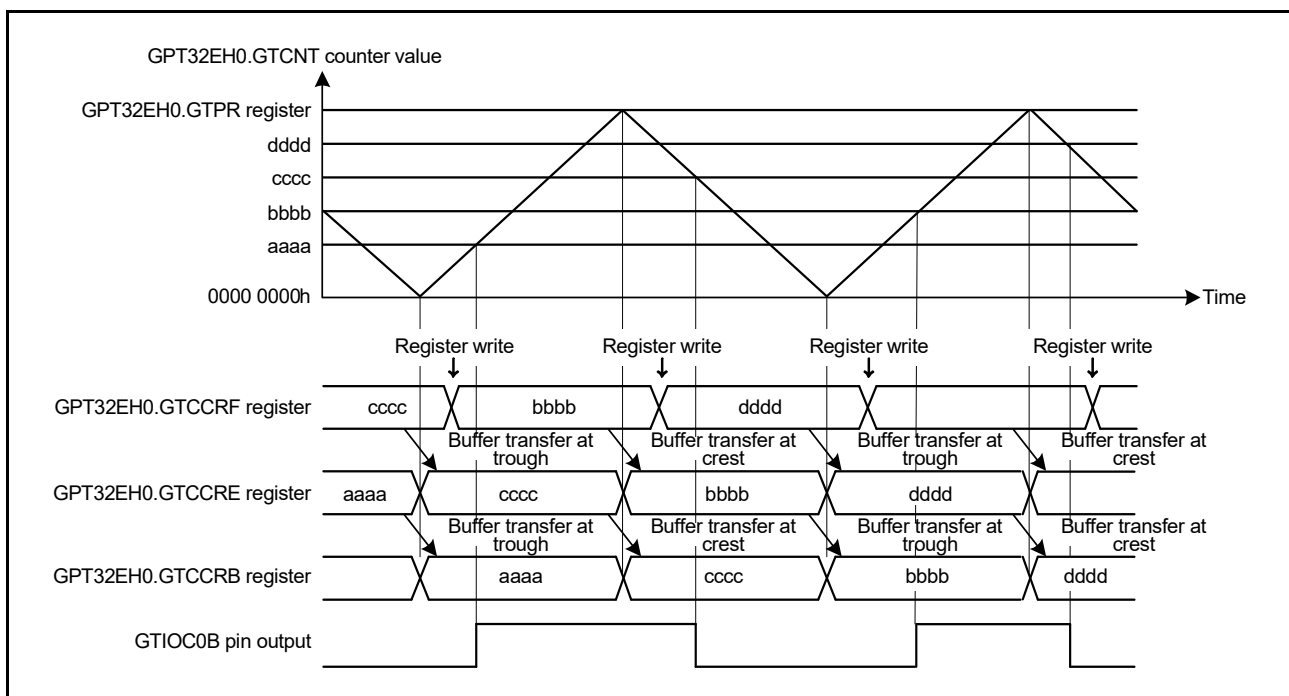 GPT32EH0.GTCNT counter value
GPT32EH0.GTPR register
dddd
cccc
bbbb
aaaa
0000 0000h
Time
Register write Register write Register write Register write
GPT32EH0.GTCCRF register cccc bbbb dddd
Buffer transfer at Buffer transfer at Buffer transfer at Buffer transfer at
trough crest trough crest
GPT32EH0.GTCCRE register aaaa cccc bbbb dddd
Buffer transfer at Buffer transfer at Buffer transfer at Buffer transfer at
trough crest trough crest
GPT32EH0.GTCCRB register aaaa cccc bbbb dddd
GTIOC0B pin output